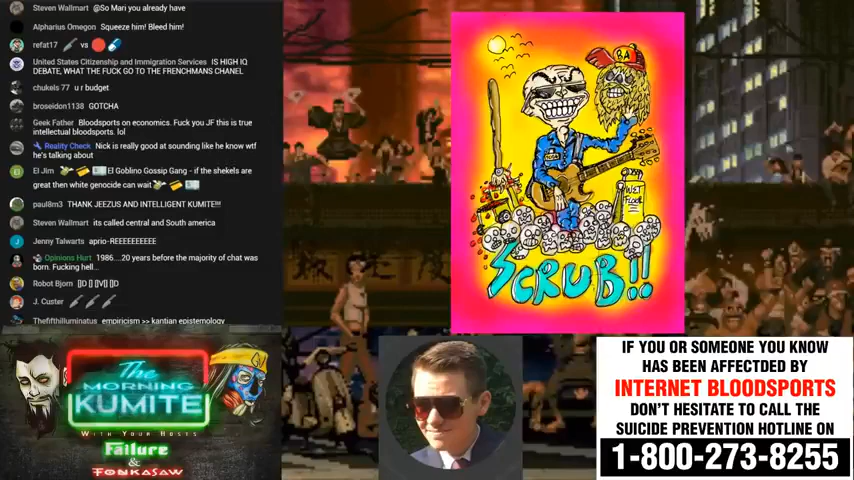 Steven Wallmart @So Mari you already have
Alpharius Omegon Squeeze him! Bleed him!
refat17 vs
United States Citizenship and Immigration Services IS HIGH IQ
DEBATE, WHAT THE FUCK GO TO THE FRENCHMANS CHANEL
chukels 77 u r budget
broseidon1138 GOTCHA
Geek Father Bloodsports on economics. Fuck you JF this is true
intellectual bloodsports. lol
Reality Check Nick is really good at sounding like he know wtf
he's talking about
El Jim El Goblino Gossip Gang - if the shekels are
great then white genocide can wait
paul8m3 THANK JEEZUS AND INTELLIGENT KUMITE!!!
Steven Wallmart its called central and South america
Jenny Talwarts aprio-REEEEEEEEEE
Opinions Hurt 1986....20 years before the majority of chat was
born. Fucking hell...
Robot Bjorn []D [] [[V]] []D
J. Custer
Thefifthilluminatus empiricism >> kantian epistemology
BA
WET
FLOOR
SCRUB!!
The
MORNING
KUMITE
WITH YOUR HOSTS
Failure
&
FONKASAW
GV
IF YOU OR SOMEONE YOU KNOW
HAS BEEN AFFECTDED BY
INTERNET BLOODSPORTS
DON'T HESITATE TO CALL THE
SUICIDE PREVENTION HOTLINE ON
1-800-273-8255